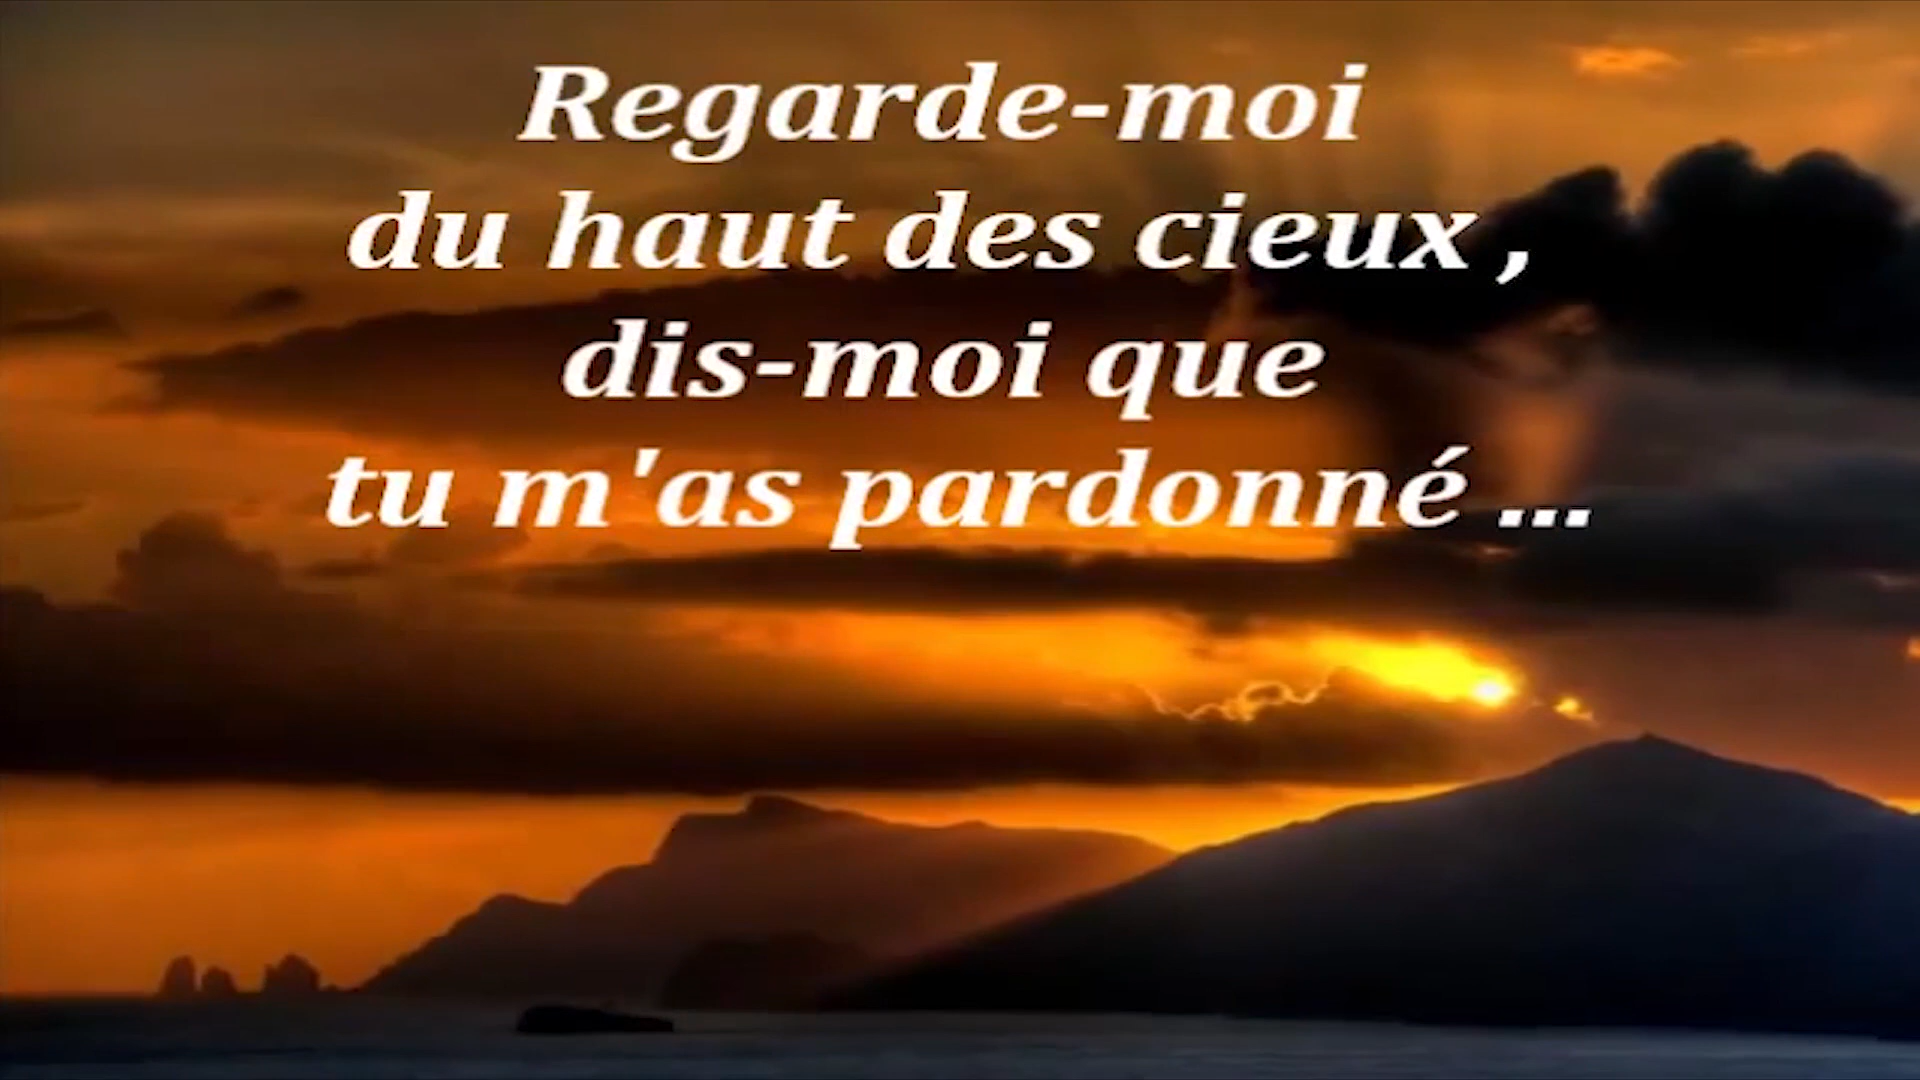 Regarde-moi
du haut des cieux ,
dis-moi que
tu m'as pardonné ...